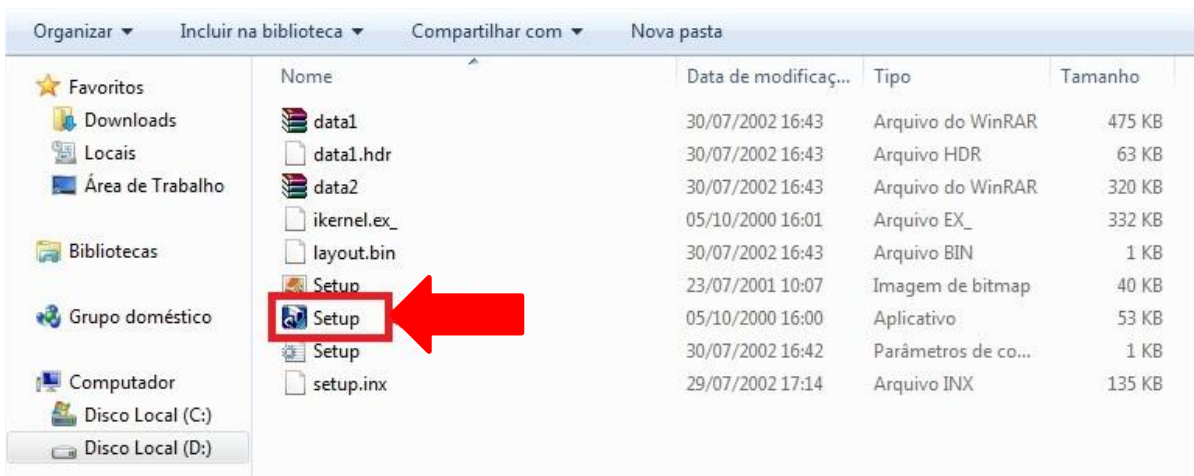 Organizar Incluir na biblioteca Compartilhar com Nova pasta
Favoritos
Downloads
Locais
Área de Trabalho
Bibliotecas
Grupo doméstico
Computador
Disco Local (C:)
Disco Local (D:)
Nome Data de modificaç... Tipo Tamanho
data1 30/07/2002 16:43 Arquivo do WinRAR 475 KB
data1.hdr 30/07/2002 16:43 Arquivo HDR 63 KB
data2 30/07/2002 16:43 Arquivo do WinRAR 320 KB
ikernel.ex_ 05/10/2000 16:01 Arquivo EX_ 332 KB
layout.bin 30/07/2002 16:43 Arquivo BIN 1 KB
Setup 23/07/2001 10:07 Imagem de bitmap 40 KB
Setup 05/10/2000 16:00 Aplicativo 53 KB
Setup 30/07/2002 16:42 Parâmetros de co... 1 KB
setup.inx 29/07/2002 17:14 Arquivo INX 135 KB